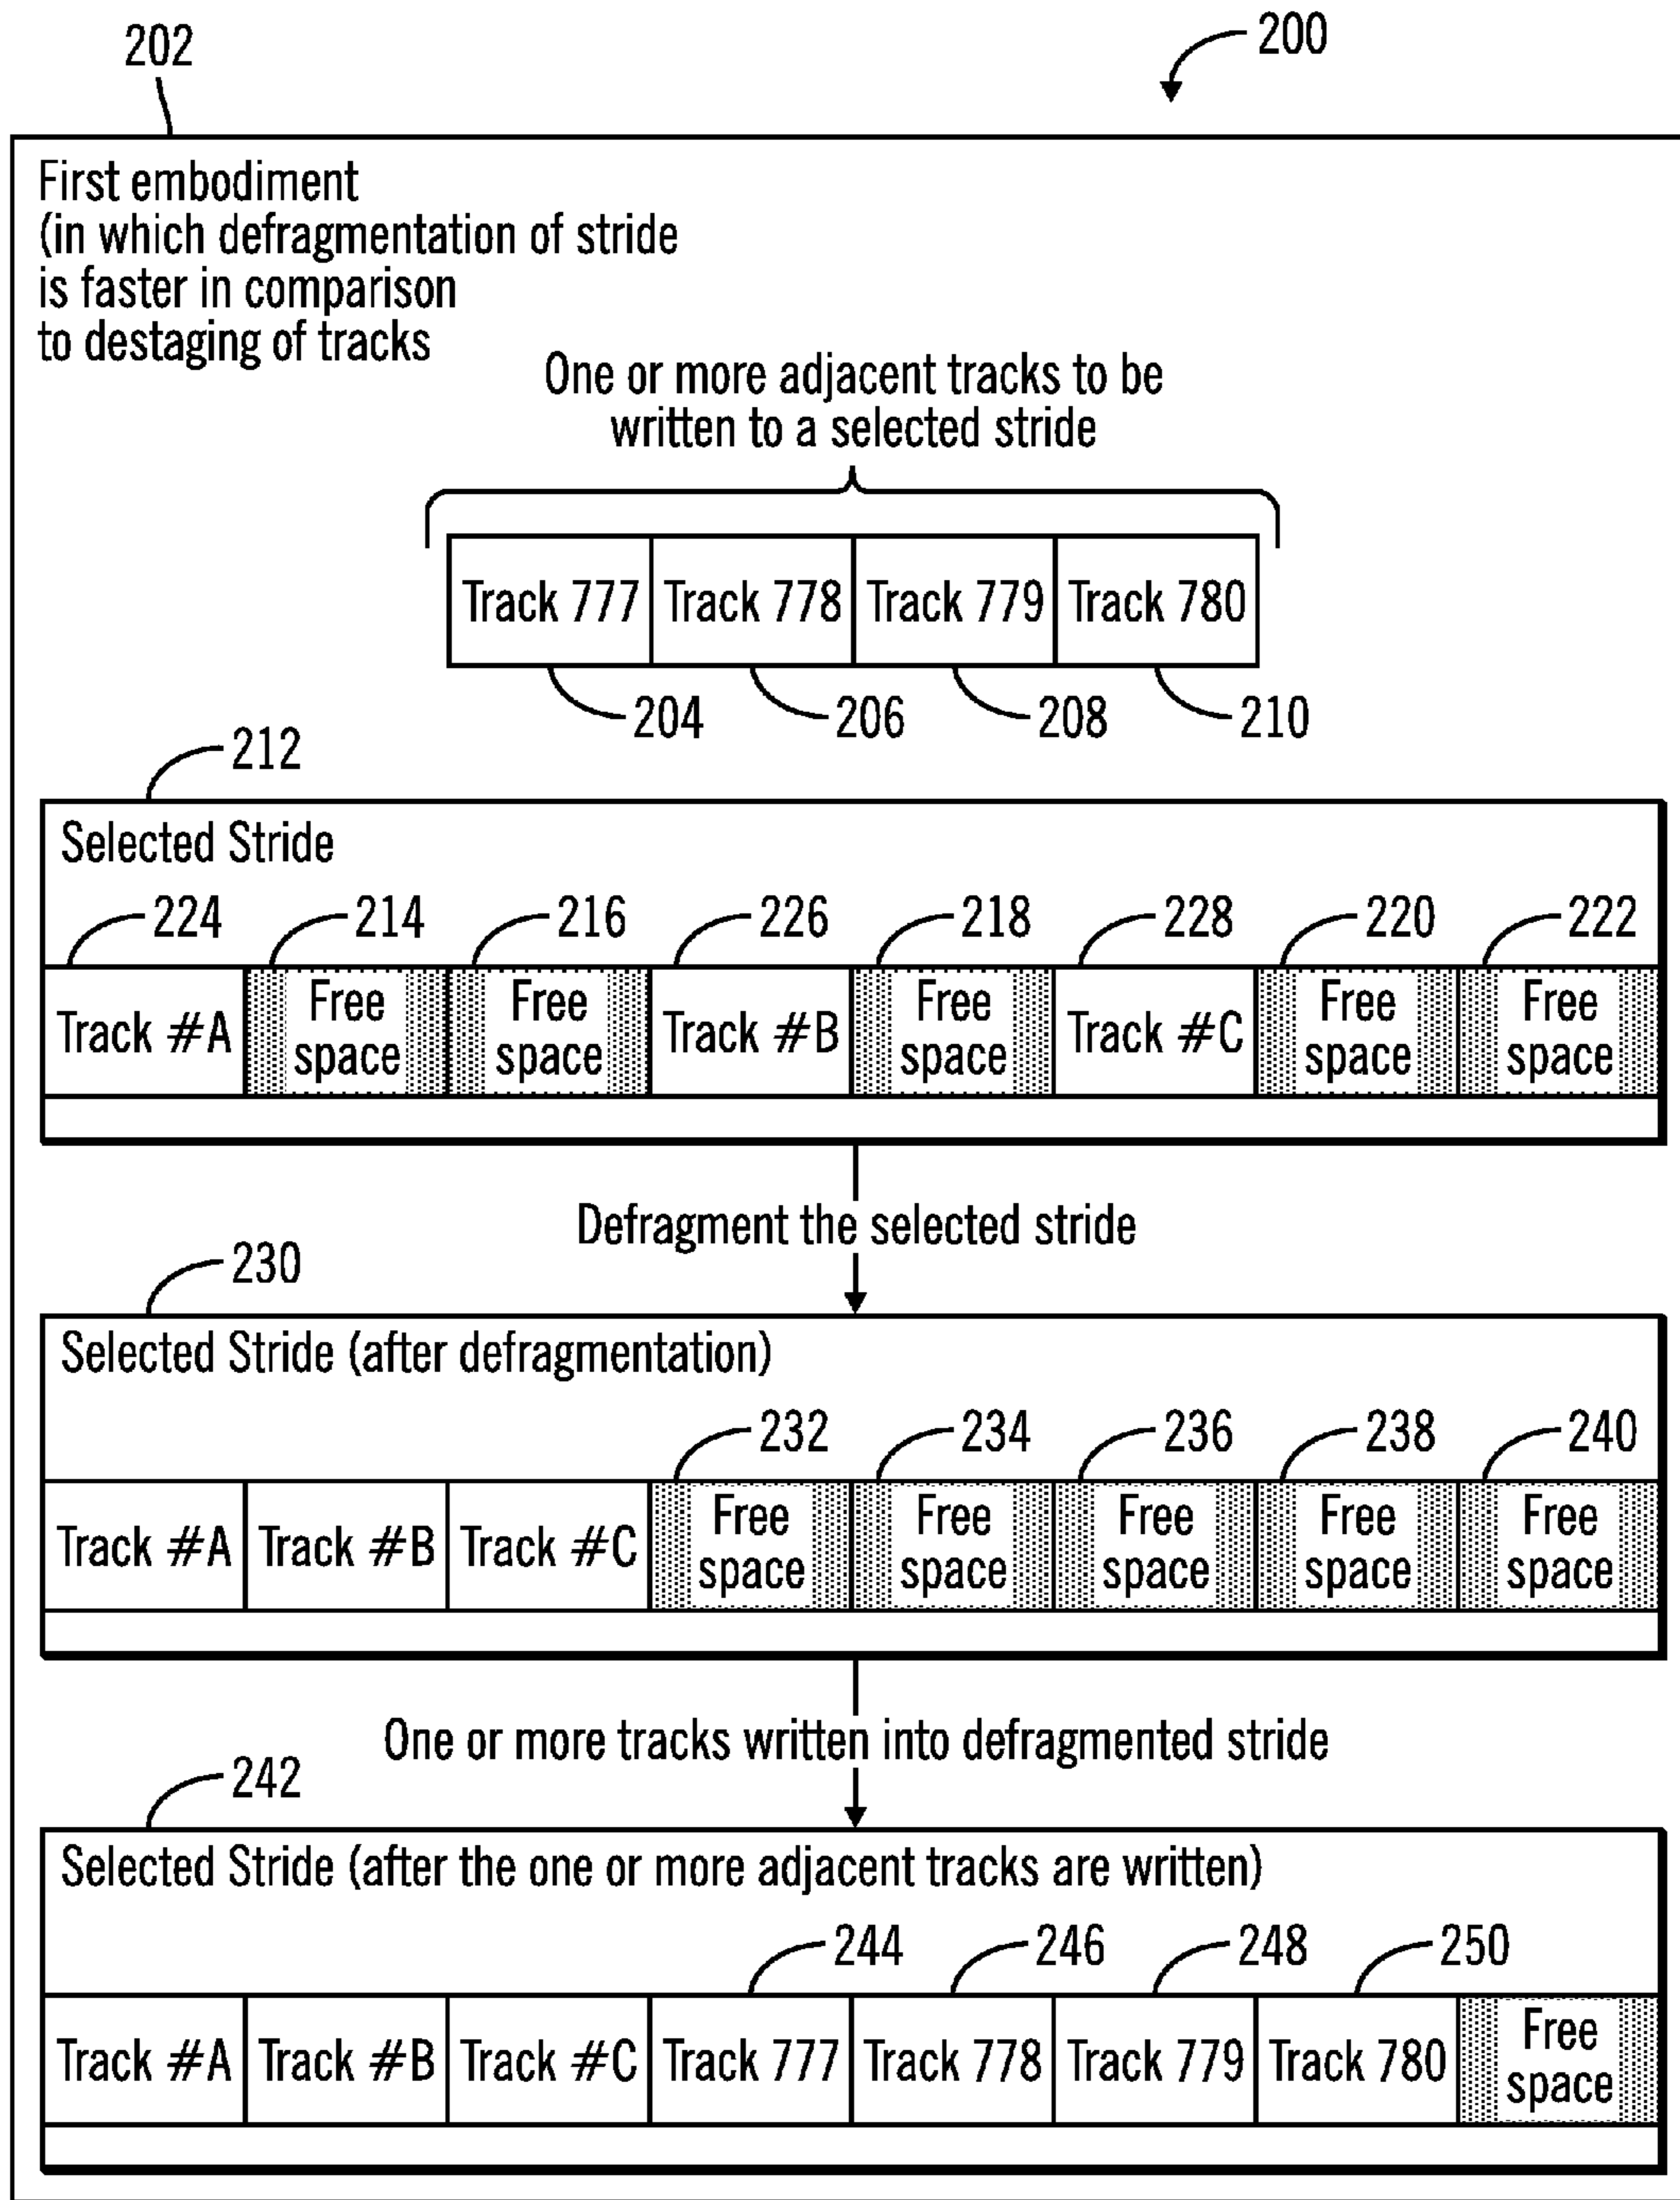 202
200
First embodiment
(in which defragmentation of stride
is faster in comparison
to destaging of tracks
One or more adjacent tracks to be
written to a selected stride
Track 777 Track 778 Track 779 Track 780
204 206 208 210
212
Selected Stride
224 214 216 226 218 228 220 222
Track #A Free space Free space Track #B Free space Track #C Free space Free space
Defragment the selected stride
230
Selected Stride (after defragmentation)
232 234 236 238 240
Track #A Track #B Track #C Free space Free space Free space Free space Free space
One or more tracks written into defragmented stride
242
Selected Stride (after the one or more adjacent tracks are written)
244 246 248 250
Track #A Track #B Track #C Track 777 Track 778 Track 779 Track 780 Free space